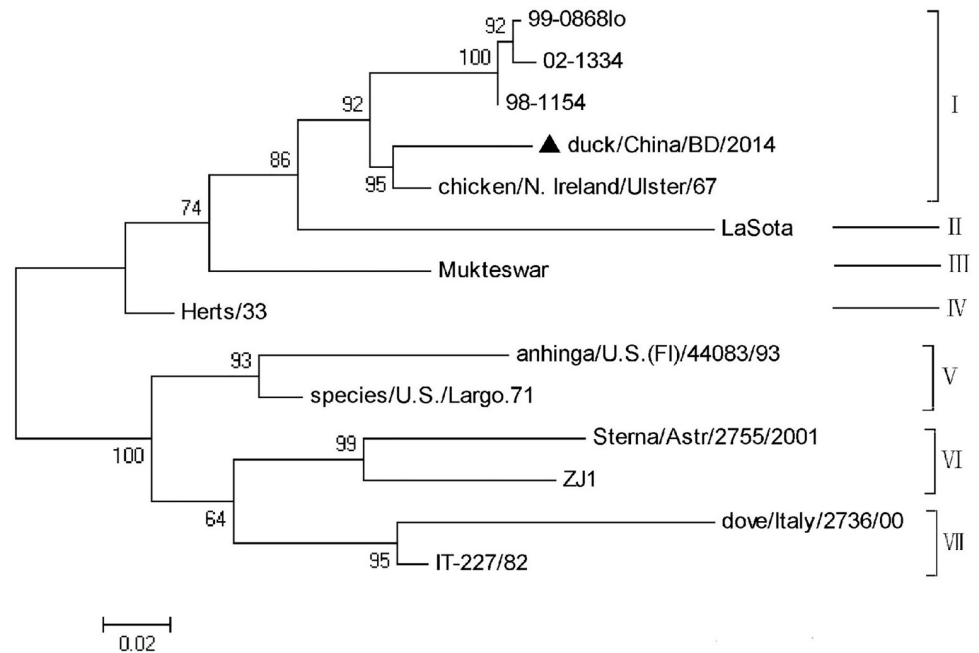 99-0868lo
92
100
02-1334
98-1154
I
92
duck/China/BD/2014
86
95
chicken/N. Ireland/Ulster/67
74
LaSota
II
Mukteswar
III
Herts/33
IV
anhinga/U.S.(Fl)/44083/93
93
V
species/U.S./Largo.71
100
Sterna/Astr/2755/2001
99
VI
ZJ1
64
dove/Italy/2736/00
VII
95
IT-227/82
0.02